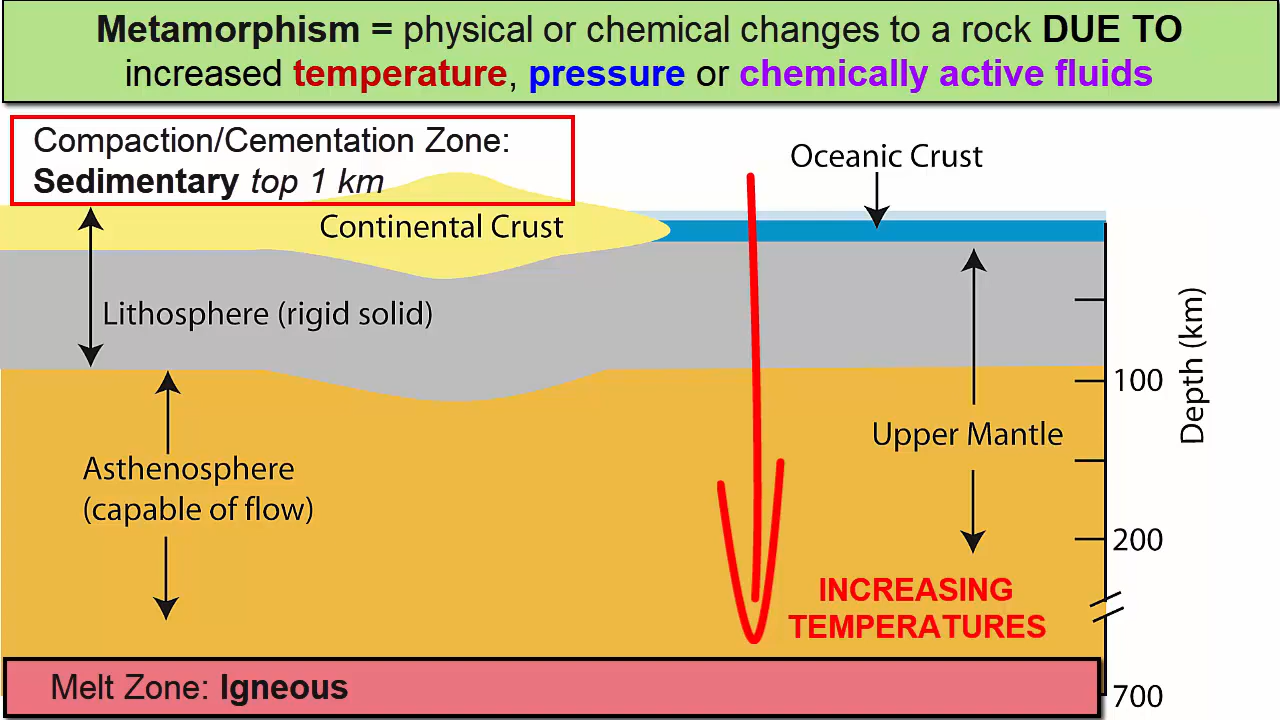 Metamorphism = physical or chemical changes to a rock DUE TO
increased temperature, pressure or chemically active fluids
Compaction/Cementation Zone:
Sedimentary top 1 km
Oceanic Crust
Continental Crust
Lithosphere (rigid solid)
Depth (km)
100
Upper Mantle
Asthenosphere
(capable of flow)
200
INCREASING
TEMPERATURES
Melt Zone: Igneous
700